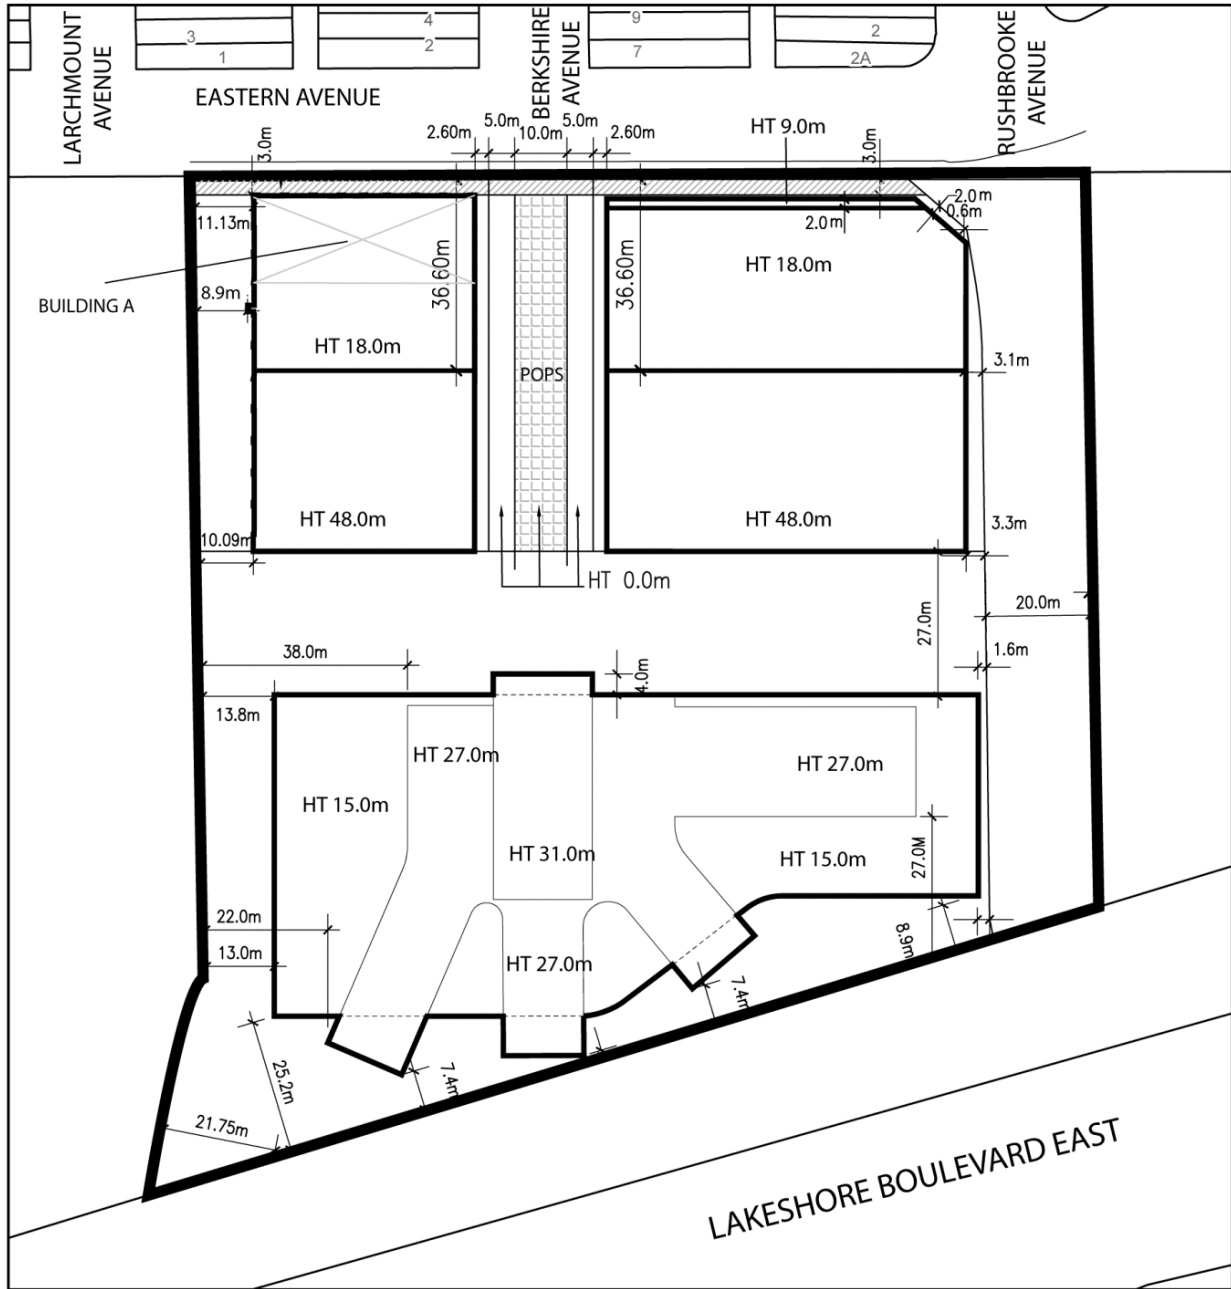 LARCHMOUNT
AVENUE
3
1
4
2
BERKSHIRE
AVENUE
9
7
2
2A
RUSHBROOKE
AVENUE
EASTERN AVENUE
3.0m
2.60m
5.0m
10.0m
5.0m
2.60m
HT 9.0m
3.0m
11.13m
2.0m
2.0m
0.6m
36.60m
36.60m
HT 18.0m
8.9m
BUILDING A
HT 18.0m
POPS
3.1m
HT 48.0m
HT 48.0m
10.09m
3.3m
HT 0.0m
27.0m
20.0m
38.0m
4.0m
1.6m
13.8m
HT 27.0m
HT 27.0m
HT 15.0m
HT 31.0m
HT 15.0m
27.0M
22.0m
13.0m
HT 27.0m
8.9m
7.4m
25.2m
7.4m
21.75m
LAKESHORE BOULEVARD EAST